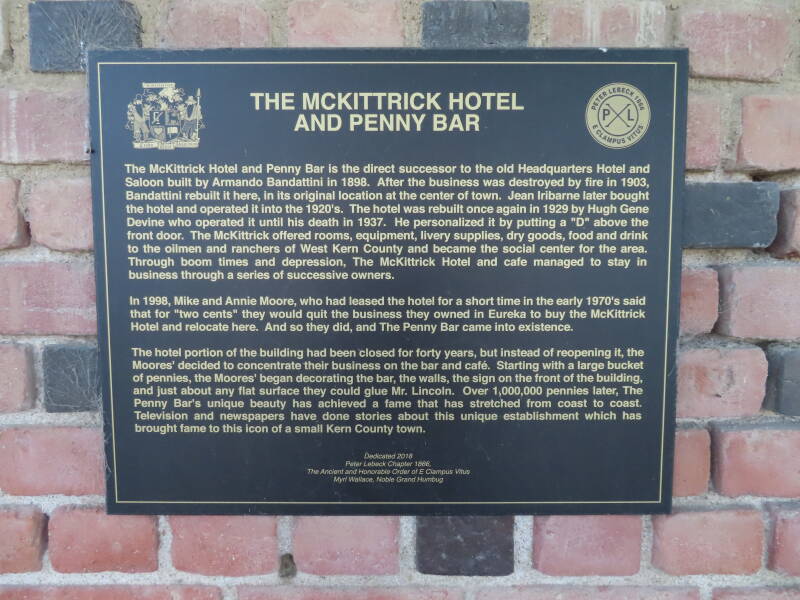 THE MCKITTRICK HOTEL
AND PENNY BAR
PETER LEBECK 1866
P L
E CLAMPUS VITUS
The McKittrick Hotel and Penny Bar is the direct successor to the old Headquarters Hotel and
Saloon built by Armando Bandattini in 1898. After the business was destroyed by fire in 1903,
Bandattini rebuilt it here, in its original location at the center of town. Jean Iribarne later bought
the hotel and operated it into the 1920's. The hotel was rebuilt once again in 1929 by Hugh Gene
Devine who operated it until his death in 1937. He personalized it by putting a "D" above the
front door. The McKittrick offered rooms, equipment, livery supplies, dry goods, food and drink
to the oilmen and ranchers of West Kern County and became the social center for the area.
Through boom times and depression, The McKittrick Hotel and cafe managed to stay in
business through a series of successive owners.
In 1998, Mike and Annie Moore, who had leased the hotel for a short time in the early 1970's said
that for "two cents" they would quit the business they owned in Eureka to buy the McKittrick
Hotel and relocate here. And so they did, and The Penny Bar came into existence.
The hotel portion of the building had been closed for forty years, but instead of reopening it, the
Moores' decided to concentrate their business on the bar and café. Starting with a large bucket
of pennies, the Moores' began decorating the bar, the walls, the sign on the front of the building,
and just about any flat surface they could glue Mr. Lincoln. Over 1,000,000 pennies later, The
Penny Bar's unique beauty has achieved a fame that has stretched from coast to coast.
Television and newspapers have done stories about this unique establishment which has
brought fame to this icon of a small Kern County town.
Dedicated 2018
Peter Lebeck Chapter 1866,
The Ancient and Honorable Order of E Clampus Vitus
Myrl Wallace, Noble Grand Humbug